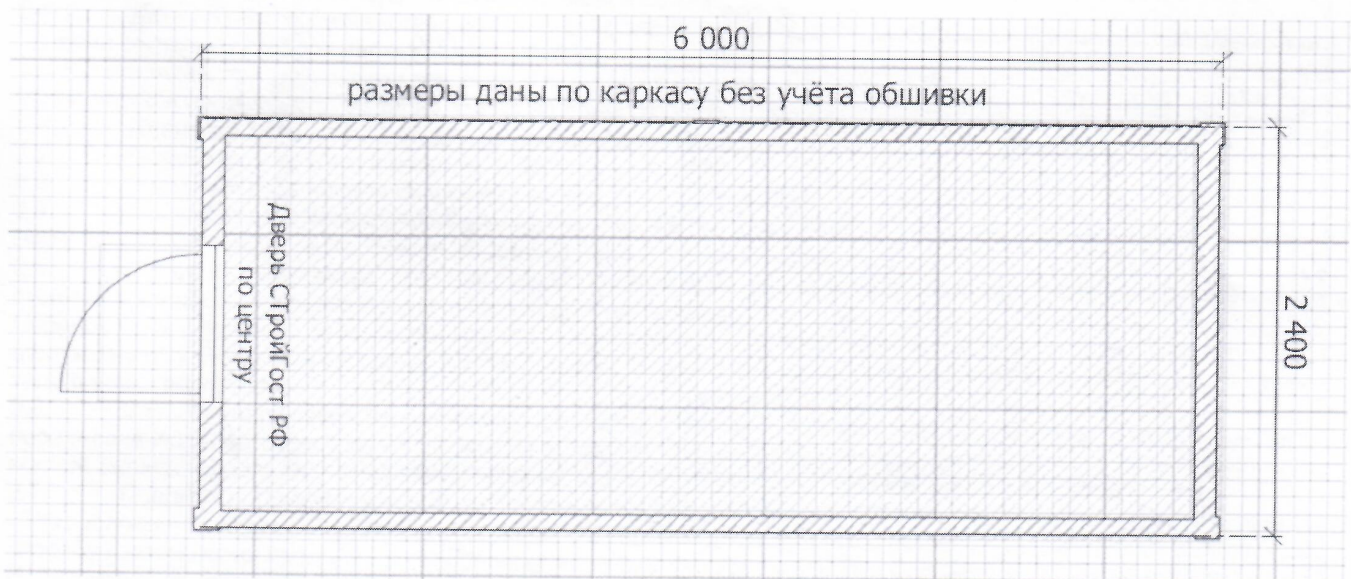 6 000
размеры даны по каркасу без учёта обшивки
Дверь СТройГост РФ
по центру
2 400